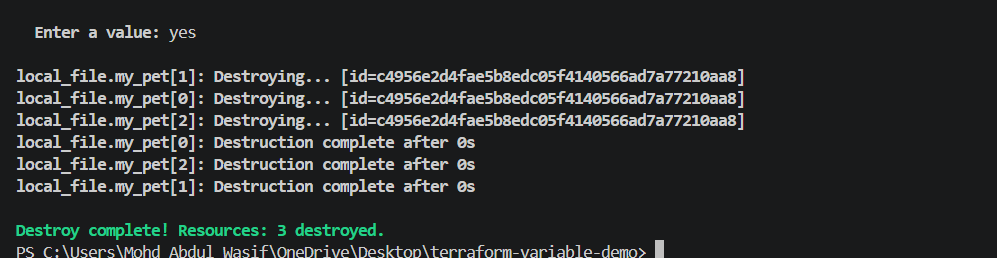 Enter a value: yes
local_file.my_pet[1]: Destroying... [id=c4956e2d4fae5b8edc05f4140566ad7a77210aa8]
local_file.my_pet[0]: Destroying... [id=c4956e2d4fae5b8edc05f4140566ad7a77210aa8]
local_file.my_pet[2]: Destroying... [id=c4956e2d4fae5b8edc05f4140566ad7a77210aa8]
local_file.my_pet[0]: Destruction complete after 0s
local_file.my_pet[2]: Destruction complete after 0s
local_file.my_pet[1]: Destruction complete after 0s
Destroy complete! Resources: 3 destroyed.
PS C:\Users\Mohd Abdul Wasif\OneDrive\Desktop\terraform-variable-demo>